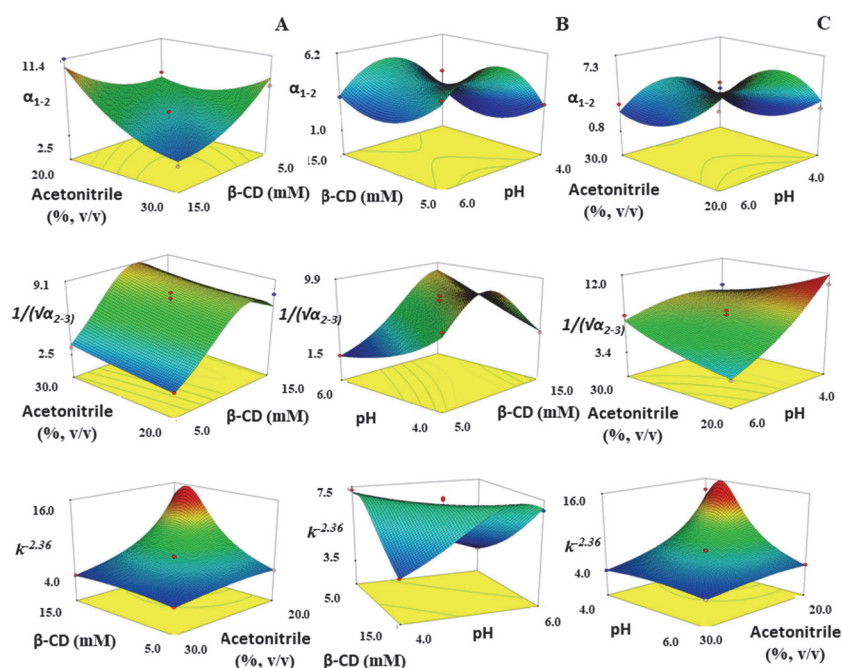 A
11.4
α1-2
2.5
20.0
Acetonitrile
(%, v/v)
30.0
15.0
β-CD (mM)
5.0
B
6.2
α1-2
1.0
15.0
β-CD (mM)
5.0
6.0
pH
4.0
C
7.3
α1-2
0.8
30.0
Acetonitrile
(%, v/v)
20.0
6.0
pH
4.0
9.1
1/(√α2-3)
2.5
30.0
Acetonitrile
(%, v/v)
20.0
5.0
β-CD (mM)
15.0
9.9
1/(√α2-3)
1.5
6.0
pH
4.0
5.0
β-CD (mM)
15.0
12.0
1/(√α2-3)
3.4
30.0
Acetonitrile
(%, v/v)
20.0
6.0
pH
4.0
16.0
k-2.36
4.0
15.0
β-CD (mM)
5.0
30.0
Acetonitrile
(%, v/v)
20.0
7.5
k-2.36
3.5
5.0
15.0
β-CD (mM)
4.0
pH
6.0
16.0
k-2.36
4.0
4.0
pH
6.0
30.0
Acetonitrile
(%, v/v)
20.0